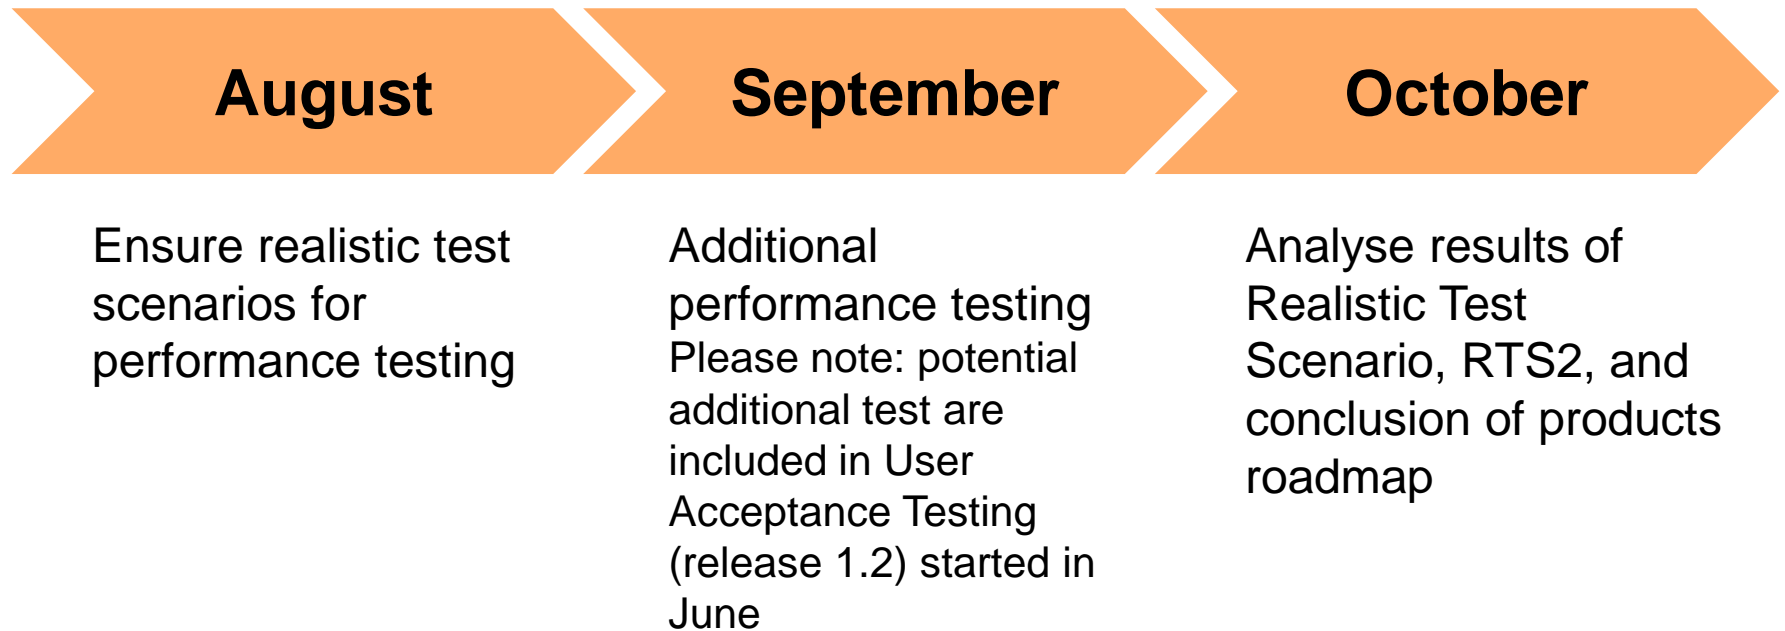 August
Ensure realistic test
scenarios for
performance testing
September
Additional
performance testing
Please note: potential
additional test are
included in User
Acceptance Testing
(release 1.2) started in
June
October
Analyse results of
Realistic Test
Scenario, RTS2, and
conclusion of products
roadmap